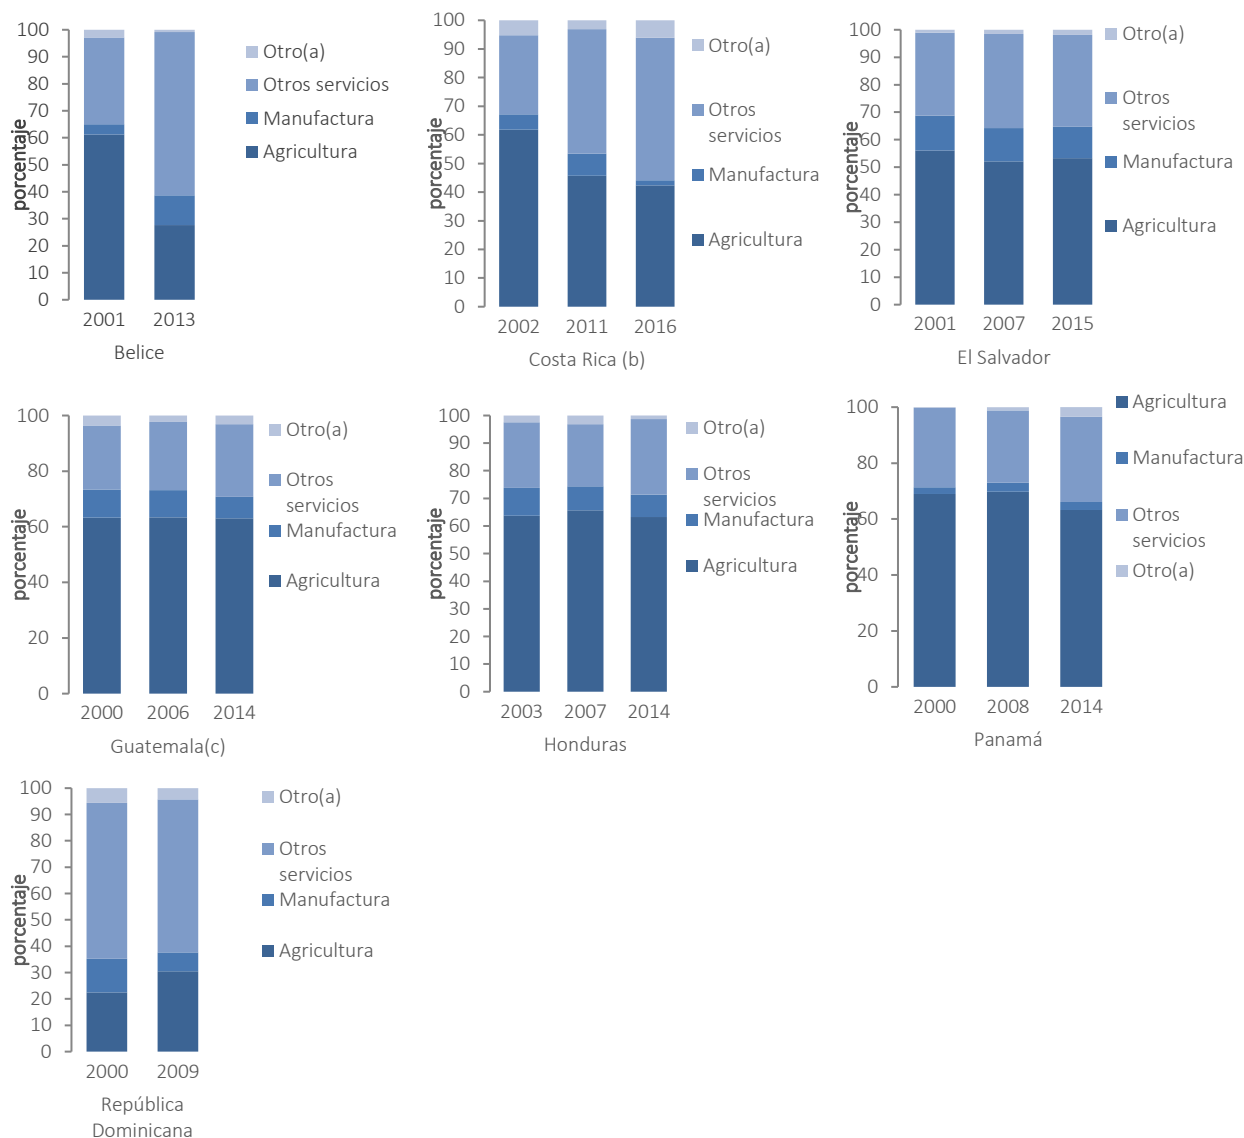 porcentaje
100
90
80
70
60
50
40
30
20
10
0
2001 2013
Belice
Otro(a)
Otros servicios
Manufactura
Agricultura
porcentaje
100
90
80
70
60
50
40
30
20
10
0
2002 2011 2016
Costa Rica (b)
Otro(a)
Otros
servicios
Manufactura
Agricultura
porcentaje
100
90
80
70
60
50
40
30
20
10
0
2001 2007 2015
El Salvador
Otro(a)
Otros
servicios
Manufactura
Agricultura
porcentaje
100
80
60
40
20
0
2000 2006 2014
Guatemala(c)
Otro(a)
Otros
servicios
Manufactura
Agricultura
porcentaje
100
90
80
70
60
50
40
30
20
10
0
2003 2007 2014
Honduras
Otro(a)
Otros
servicios
Manufactura
Agricultura
porcentaje
100
80
60
40
20
0
2000 2008 2014
Panamá
Agricultura
Manufactura
Otros
servicios
Otro(a)
porcentaje
100
90
80
70
60
50
40
30
20
10
0
2000 2009
República
Dominicana
Otro(a)
Otros
servicios
Manufactura
Agricultura